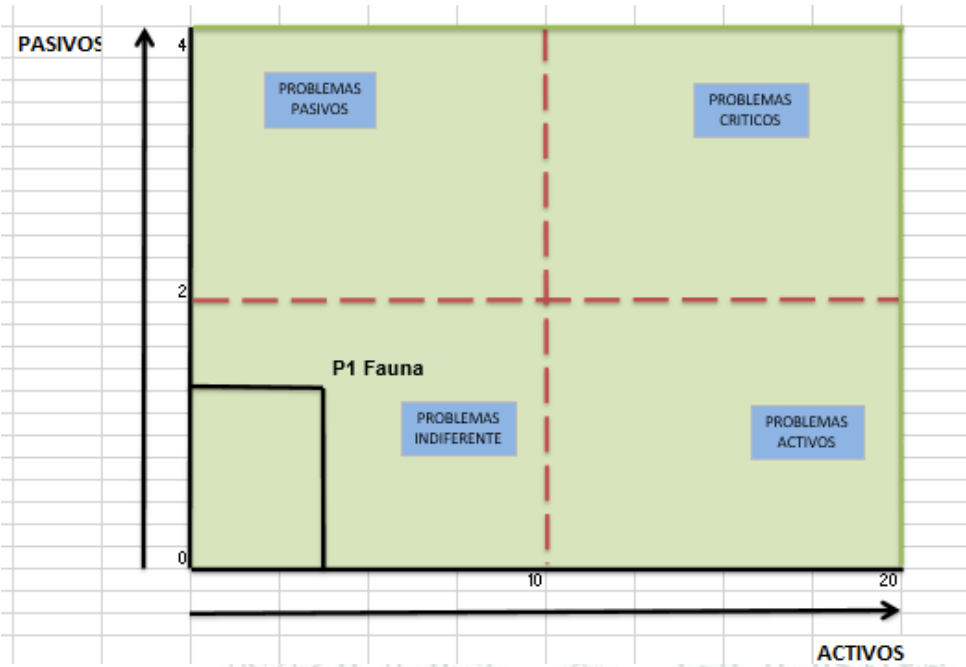 PASIVOS
4
PROBLEMAS
PASIVOS
PROBLEMAS
CRITICOS
2
P1 Fauna
PROBLEMAS
INDIFERENTE
PROBLEMAS
ACTIVOS
0
10
20
ACTIVOS